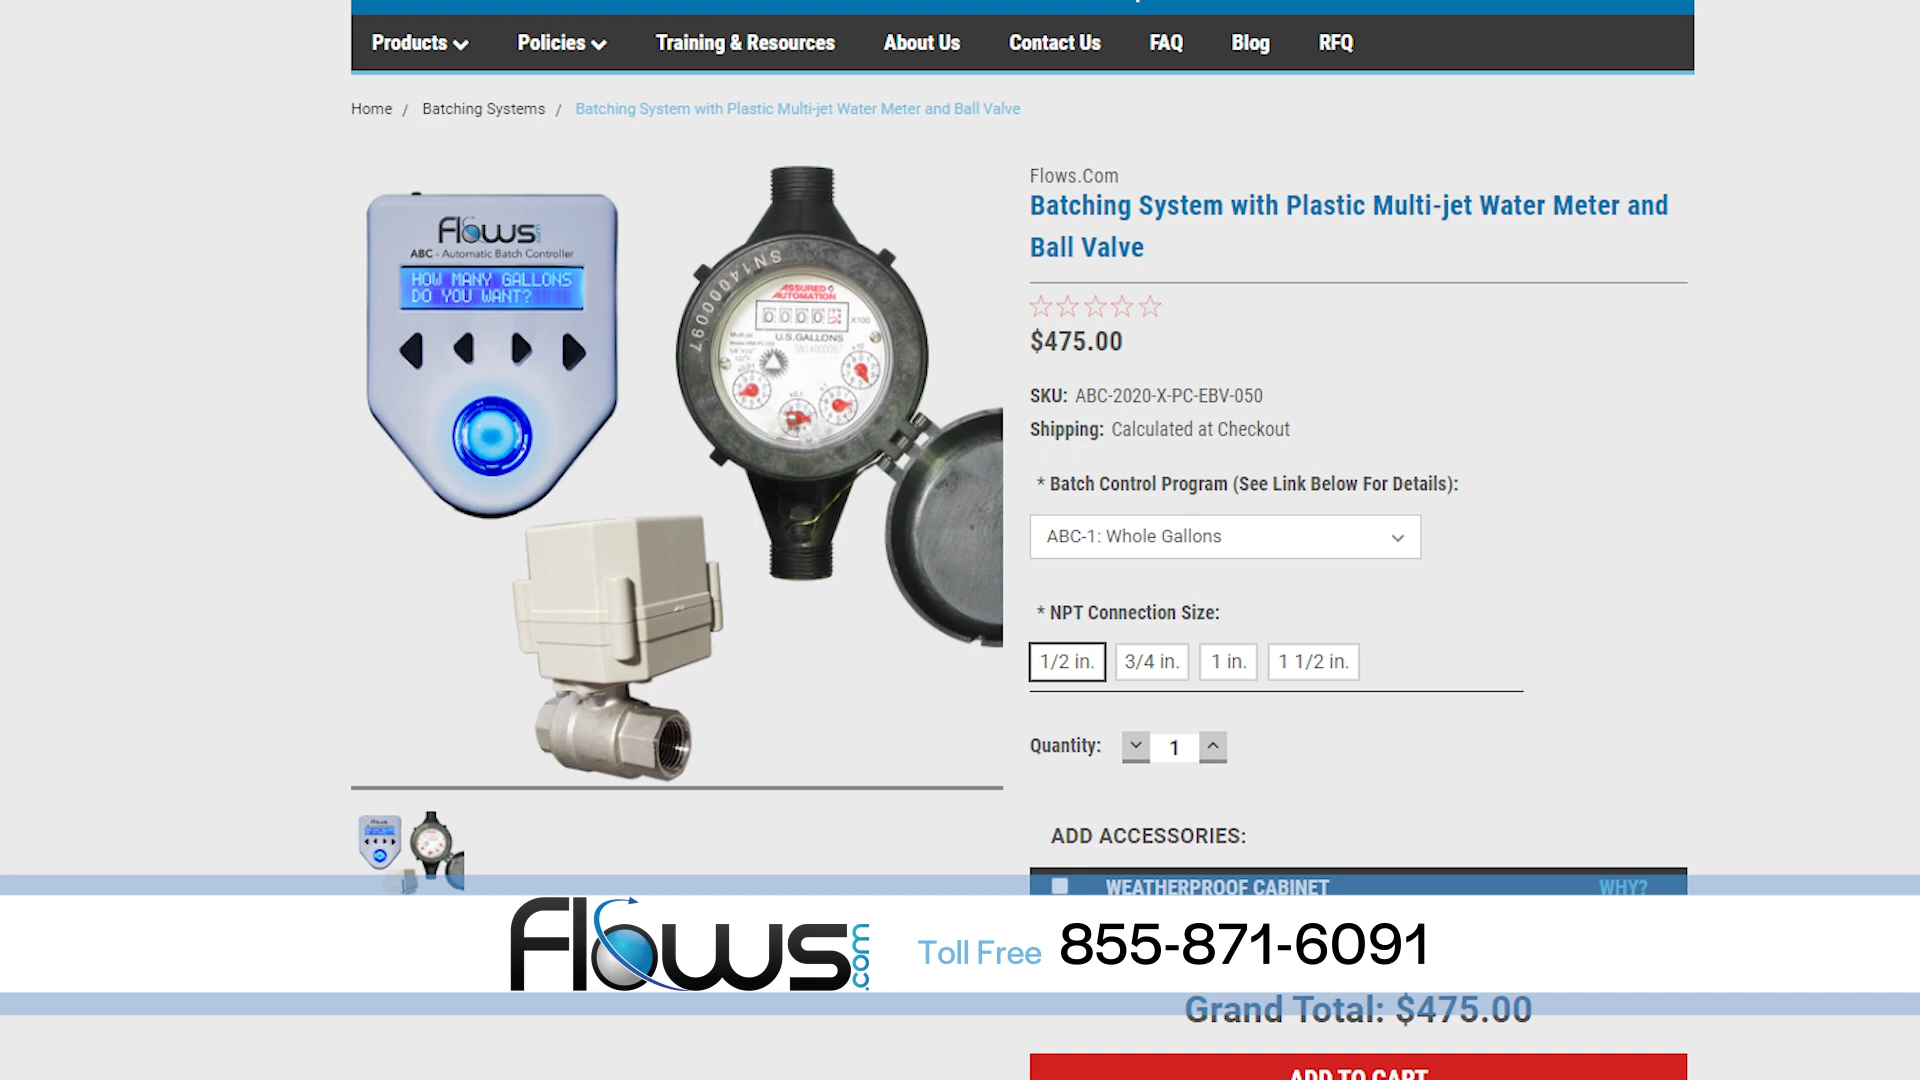 Products
Policies
Training & Resources
About Us
Contact Us
FAQ
Blog
RFQ
Home / Batching Systems / Batching System with Plastic Multi-jet Water Meter and Ball Valve
Flows.Com
Batching System with Plastic Multi-jet Water Meter and
Ball Valve
$475.00
SKU: ABC-2020-X-PC-EBV-050
Shipping: Calculated at Checkout
* Batch Control Program (See Link Below For Details):
ABC-1: Whole Gallons
* NPT Connection Size:
1/2 in.
3/4 in.
1 in.
1 1/2 in.
Quantity:
1
ADD ACCESSORIES:
WEATHERPROOF CABINET
WHY?
Flows.com
ABC - Automatic Batch Controller
HOW MANY GALLONS
DO YOU WANT?
SN14000097
ASSURED
AUTOMATION
X100
U.S.GALLONS
SN14000097
Flows.com
Toll Free 855-871-6091
Grand Total: $475.00
ADD TO CART